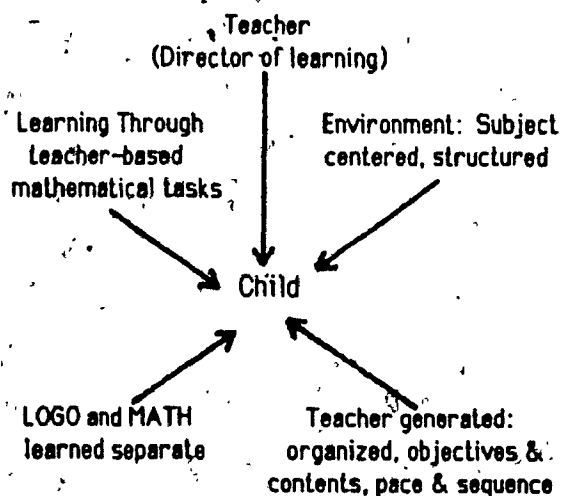 Teacher
(Director of learning)
Learning Through
teacher-based
mathematical tasks
Environment: Subject
centered, structured
Child
LOGO and MATH
learned separate
Teacher generated:
organized, objectives &
contents, pace & sequence